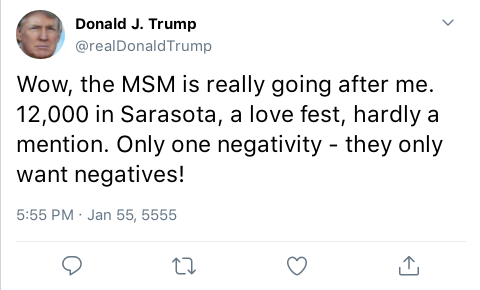 Donald J. Trump
@realDonaldTrump
Wow, the MSM is really going after me.
12,000 in Sarasota, a love fest, hardly a
mention. Only one negativity - they only
want negatives!
5:55 PM · Jan 55, 5555